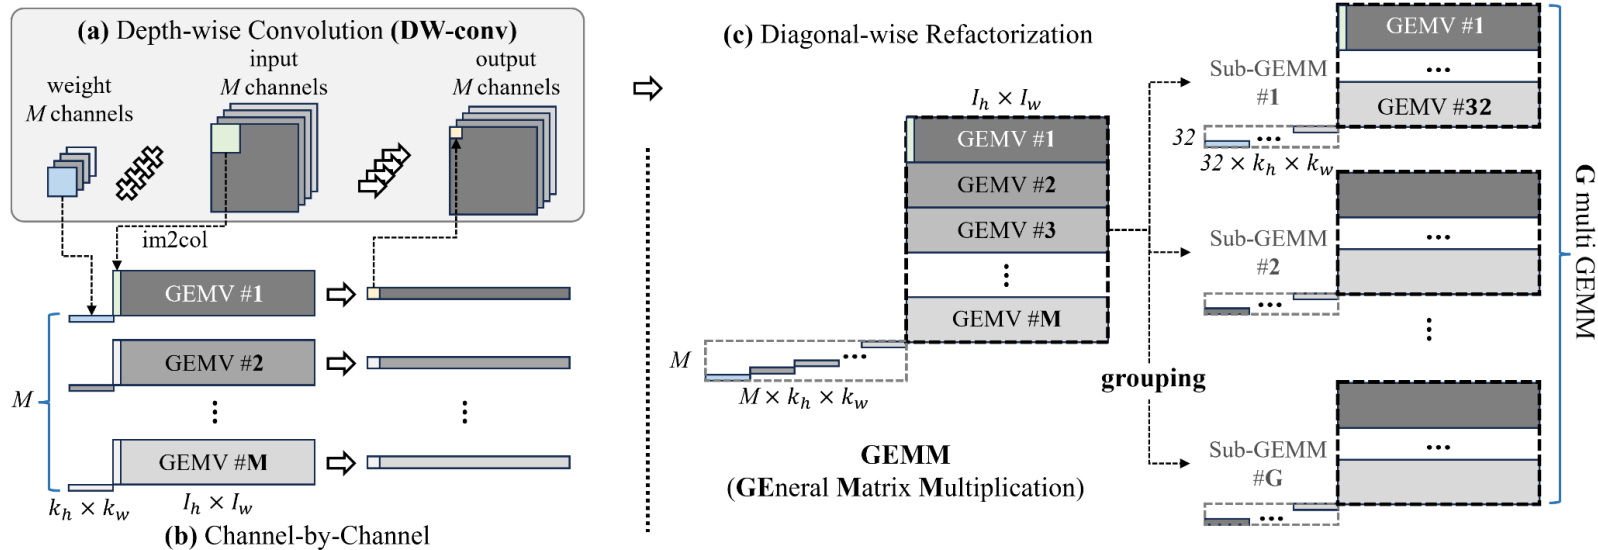 (a) Depth-wise Convolution (DW-conv)
weight
M channels
input
M channels
output
M channels
im2col
GEMV #1
GEMV #2
⋮
⋮
GEMV #M
M
k_h × k_w
I_h × I_w
(b) Channel-by-Channel
(c) Diagonal-wise Refactorization
I_h × I_w
GEMV #1
GEMV #2
GEMV #3
⋮
GEMV #M
M
...
M × k_h × k_w
GEMM
(GEneral Matrix Multiplication)
grouping
Sub-GEMM
#1
GEMV #1
...
GEMV #32
32
...
32 × k_h × k_w
Sub-GEMM
#2
...
...
⋮
Sub-GEMM
#G
...
...
G multi GEMM